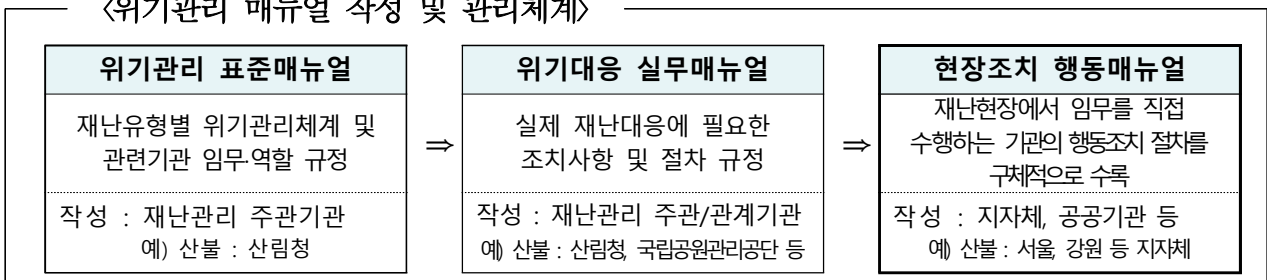 〈위기관리 매뉴얼 작성 및 관리체계〉
위기관리 표준매뉴얼
재난유형별 위기관리체계 및
관련기관 임무·역할 규정
작성 : 재난관리 주관기관
예) 산불 : 산림청
⇒
위기대응 실무매뉴얼
실제 재난대응에 필요한
조치사항 및 절차 규정
작성 : 재난관리 주관/관계기관
예) 산불 : 산림청, 국립공원관리공단 등
⇒
현장조치 행동매뉴얼
재난현장에서 임무를 직접
수행하는 기관의 행동조치 절차를
구체적으로 수록
작성 : 지자체, 공공기관 등
예) 산불 : 서울, 강원 등 지자체